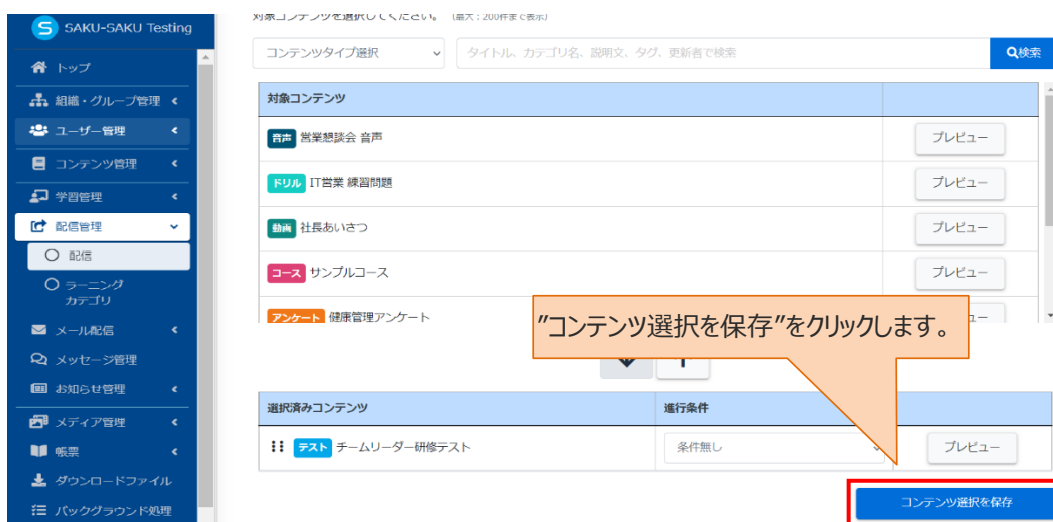 SAKU-SAKU Testing
トップ
組織・グループ管理
ユーザー管理
コンテンツ管理
学習管理
配信管理
配信
ラーニング
カテゴリ
メール配信
メッセージ管理
お知らせ管理
メディア管理
帳票
ダウンロードファイル
バックグラウンド処理
対象コンテンツを選択してください。 (最大:200件まで表示)
コンテンツタイプ選択 タイトル、カテゴリ名、説明文、タグ、更新者で検索 検索
対象コンテンツ
音声 営業懇談会 音声 プレビュー
ドリル IT営業 練習問題 プレビュー
動画 社長あいさつ プレビュー
コース サンプルコース プレビュー
アンケート 健康管理アンケート
"コンテンツ選択を保存"をクリックします。
選択済みコンテンツ 進行条件
テスト チームリーダー研修テスト 条件無し プレビュー
コンテンツ選択を保存